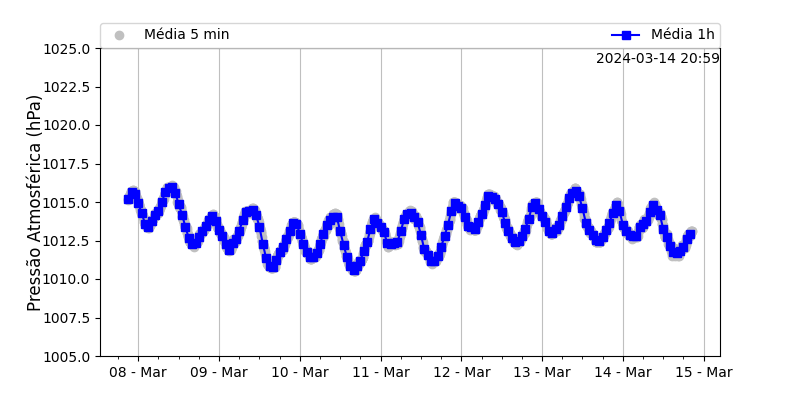 Média 5 min
Média 1h
2024-03-14 20:59
Pressão Atmosférica (hPa)
1025.0
1022.5
1020.0
1017.5
1015.0
1012.5
1010.0
1007.5
1005.0
08 - Mar
09 - Mar
10 - Mar
11 - Mar
12 - Mar
13 - Mar
14 - Mar
15 - Mar